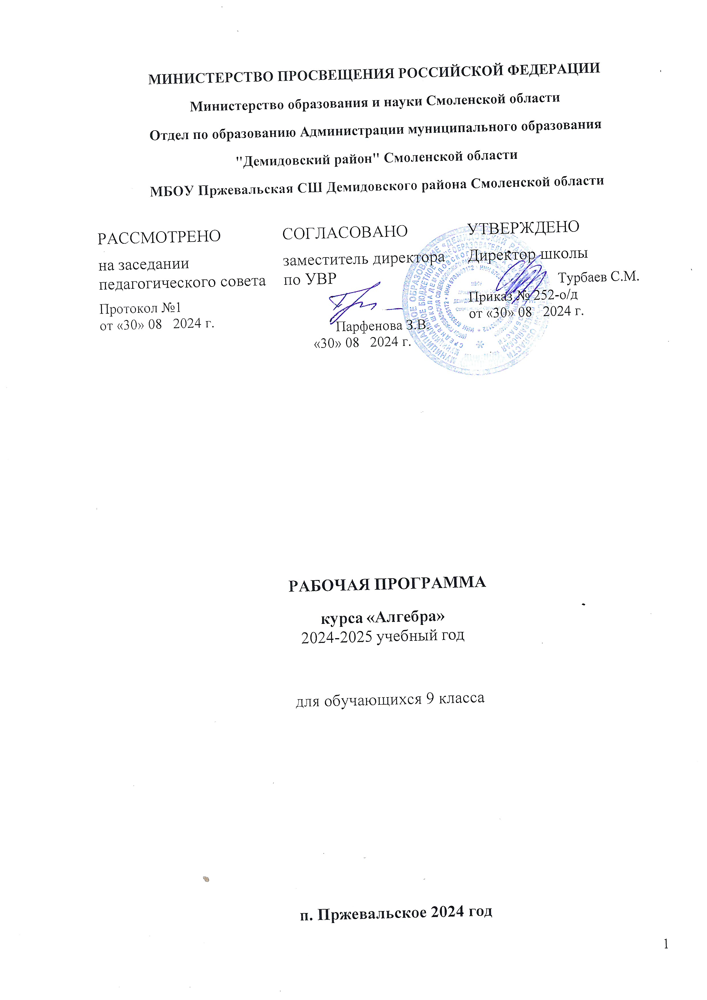 МИНИСТЕРСТВО ПРОСВЕЩЕНИЯ РОССИЙСКОЙ ФЕДЕРАЦИИ
Министерство образования и науки Смоленской области
Отдел по образованию Администрации муниципального образования
"Демидовский район" Смоленской области
МБОУ Пржевальская СШ Демидовского района Смоленской области
РАССМОТРЕНО
на заседании
педагогического совета
Протокол №1
от «30» 08 2024 г.
СОГЛАСОВАНО
заместитель директора
по УВР
Парфенова З.В.
«30» 08 2024 г.
УТВЕРЖДЕНО
Директор школы
Турбаев С.М.
Приказ № 252-о/д
от «30» 08 2024 г.
РАБОЧАЯ ПРОГРАММА
курса «Алгебра»
2024-2025 учебный год
для обучающихся 9 класса
п. Пржевальское 2024 год
1